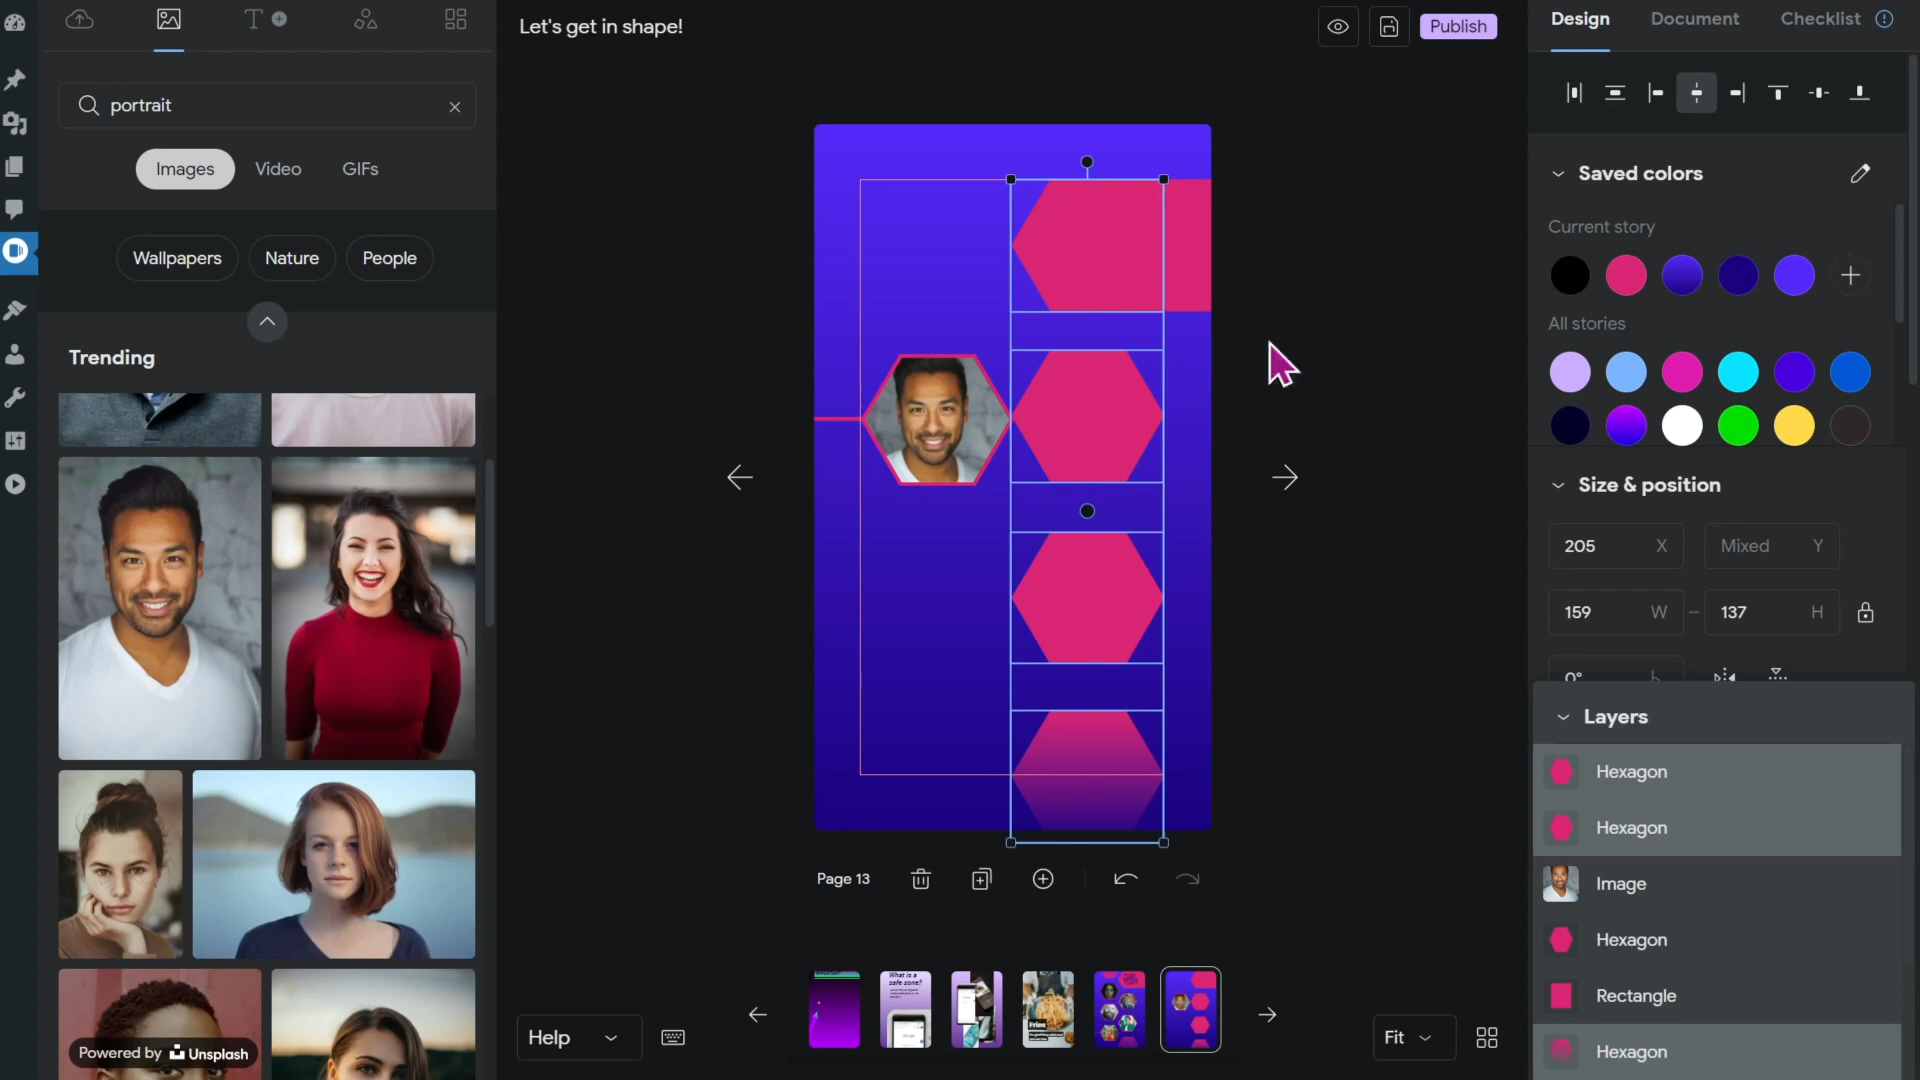 T
Let's get in shape!
Publish
Design
Document
Checklist
portrait
Images
Video
GIFs
Wallpapers
Nature
People
Trending
Powered by Unsplash
Saved colors
Current story
All stories
Size & position
205 X
Mixed Y
159 W
137 H
0°
Layers
Hexagon
Hexagon
Image
Hexagon
Rectangle
Hexagon
Page 13
What is a
safe zone?
Fries
Help
Fit